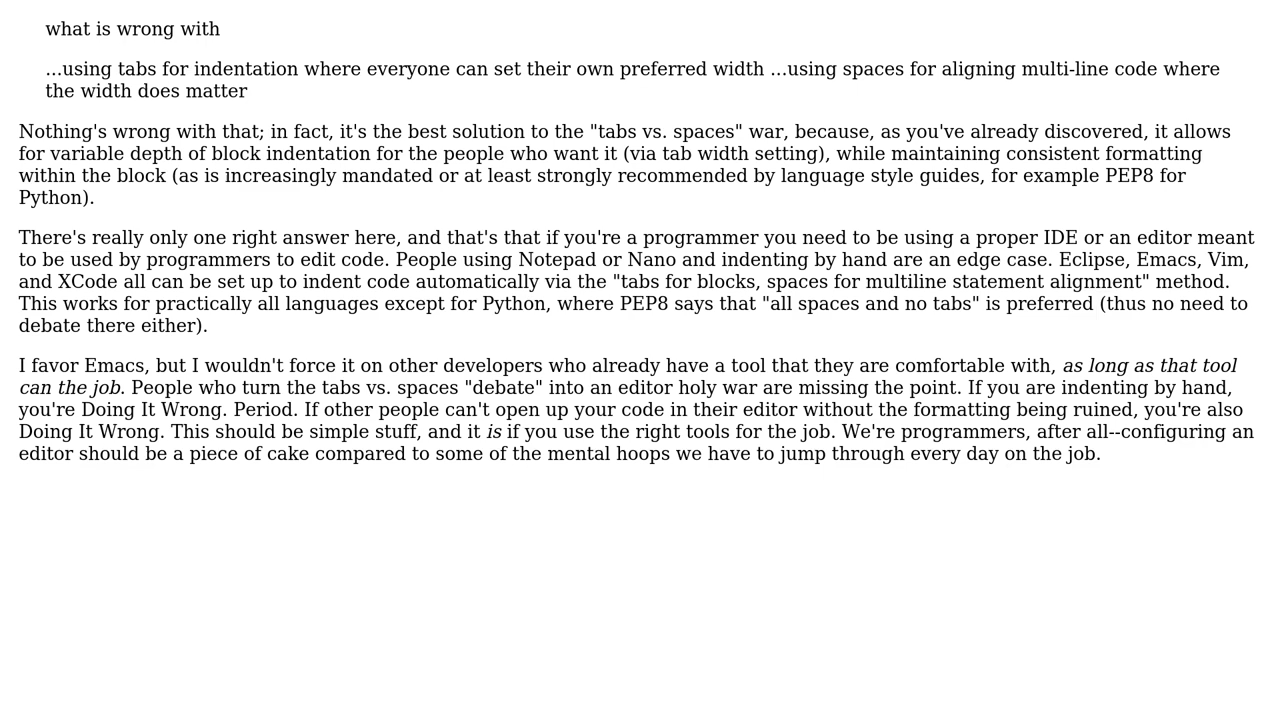 what is wrong with
...using tabs for indentation where everyone can set their own preferred width ...using spaces for aligning multi-line code where
the width does matter
Nothing's wrong with that; in fact, it's the best solution to the "tabs vs. spaces" war, because, as you've already discovered, it allows
for variable depth of block indentation for the people who want it (via tab width setting), while maintaining consistent formatting
within the block (as is increasingly mandated or at least strongly recommended by language style guides, for example PEP8 for
Python).
There's really only one right answer here, and that's that if you're a programmer you need to be using a proper IDE or an editor meant
to be used by programmers to edit code. People using Notepad or Nano and indenting by hand are an edge case. Eclipse, Emacs, Vim,
and XCode all can be set up to indent code automatically via the "tabs for blocks, spaces for multiline statement alignment" method.
This works for practically all languages except for Python, where PEP8 says that "all spaces and no tabs" is preferred (thus no need to
debate there either).
I favor Emacs, but I wouldn't force it on other developers who already have a tool that they are comfortable with, as long as that tool
can the job. People who turn the tabs vs. spaces "debate" into an editor holy war are missing the point. If you are indenting by hand,
you're Doing It Wrong. Period. If other people can't open up your code in their editor without the formatting being ruined, you're also
Doing It Wrong. This should be simple stuff, and it is if you use the right tools for the job. We're programmers, after all--configuring an
editor should be a piece of cake compared to some of the mental hoops we have to jump through every day on the job.